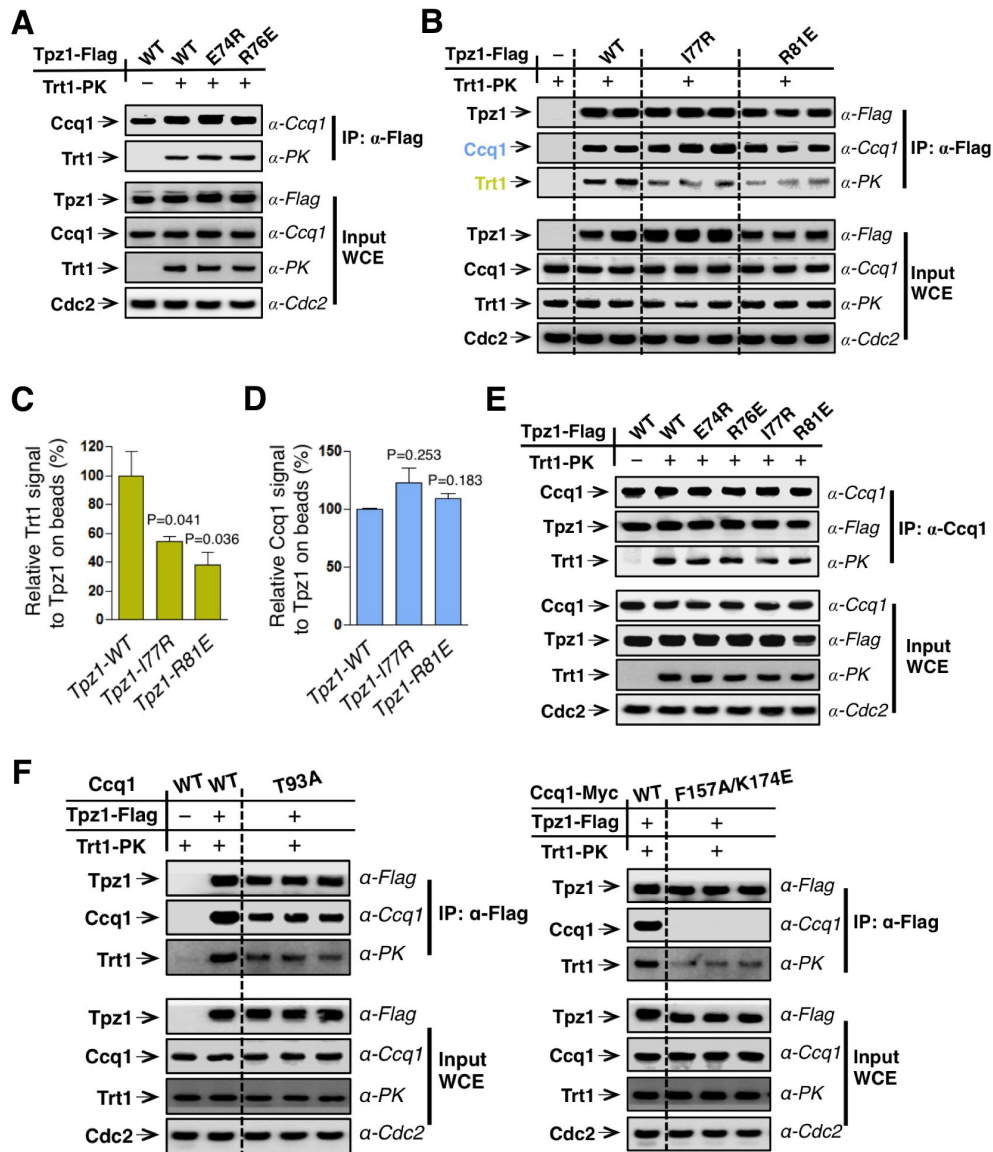 A
Tpz1-Flag WT WT E74R R76E
Trt1-PK – + + +
Ccq1 α-Ccq1
Trt1 α-PK
IP: α-Flag
Tpz1 α-Flag
Ccq1 α-Ccq1
Trt1 α-PK
Cdc2 α-Cdc2
Input
WCE
B
Tpz1-Flag – WT I77R R81E
Trt1-PK + + + +
Tpz1 α-Flag
Ccq1 α-Ccq1
Trt1 α-PK
IP: α-Flag
Tpz1 α-Flag
Ccq1 α-Ccq1
Trt1 α-PK
Cdc2 α-Cdc2
Input
WCE
C
Relative Trt1 signal
to Tpz1 on beads (%)
120
100
80
60
40
20
0
P=0.041
P=0.036
Tpz1-WT
Tpz1-I77R
Tpz1-R81E
D
Relative Ccq1 signal
to Tpz1 on beads (%)
150
100
50
0
P=0.253
P=0.183
Tpz1-WT
Tpz1-I77R
Tpz1-R81E
E
Tpz1-Flag WT WT E74R R76E I77R R81E
Trt1-PK – + + + + +
Ccq1 α-Ccq1
Tpz1 α-Flag
Trt1 α-PK
IP: α-Ccq1
Ccq1 α-Ccq1
Tpz1 α-Flag
Trt1 α-PK
Cdc2 α-Cdc2
Input
WCE
F
Ccq1 WT WT T93A
Tpz1-Flag – + +
Trt1-PK + + +
Tpz1 α-Flag
Ccq1 α-Ccq1
Trt1 α-PK
IP: α-Flag
Tpz1 α-Flag
Ccq1 α-Ccq1
Trt1 α-PK
Cdc2 α-Cdc2
Input
WCE
Ccq1-Myc WT F157A/K174E
Tpz1-Flag + +
Trt1-PK + +
Tpz1 α-Flag
Ccq1 α-Ccq1
Trt1 α-PK
IP: α-Flag
Tpz1 α-Flag
Ccq1 α-Ccq1
Trt1 α-PK
Cdc2 α-Cdc2
Input
WCE